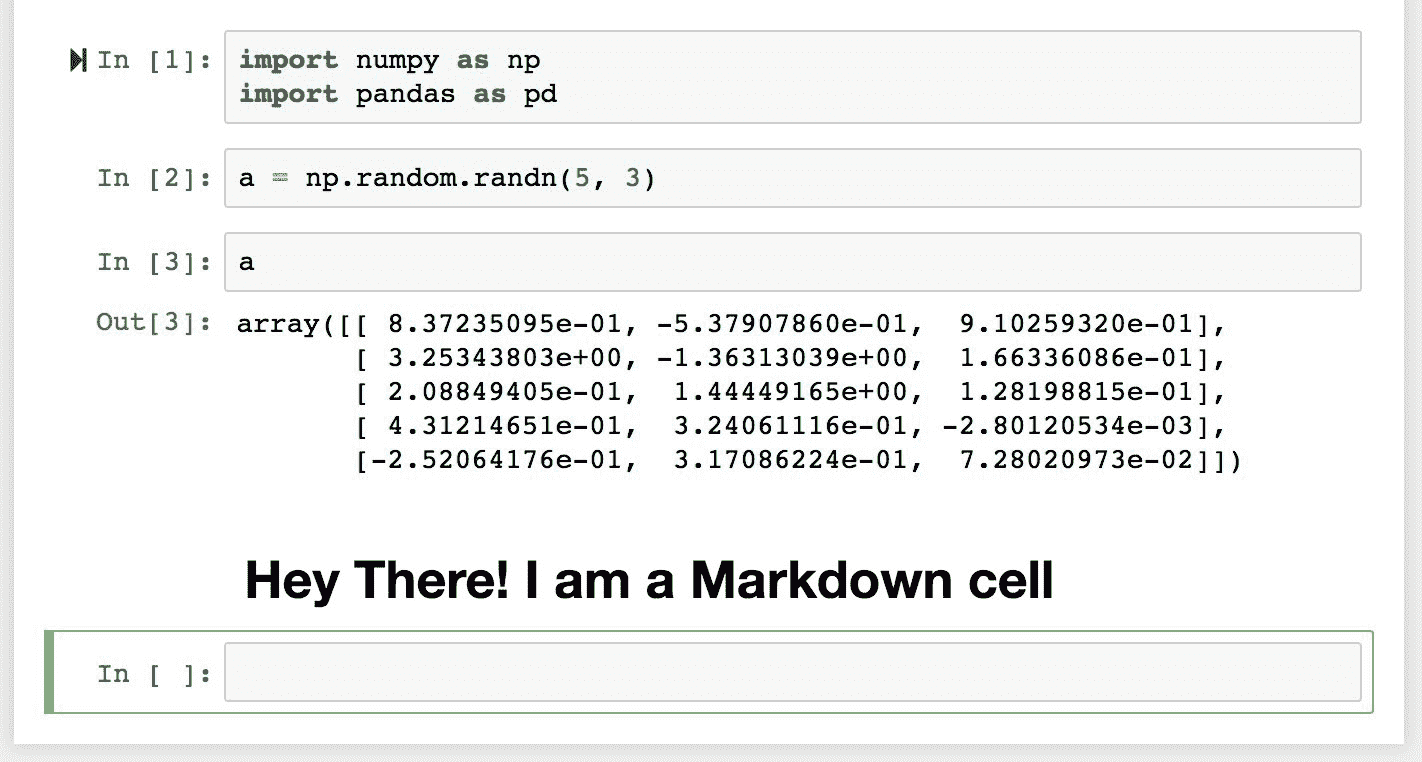 In [1]: import numpy as np
import pandas as pd
In [2]: a = np.random.randn(5, 3)
In [3]: a
Out[3]: array([[ 8.37235095e-01, -5.37907860e-01,  9.10259320e-01],
[ 3.25343803e+00, -1.36313039e+00,  1.66336086e-01],
[ 2.08849405e-01,  1.44449165e+00,  1.28198815e-01],
[ 4.31214651e-01,  3.24061116e-01, -2.80120534e-03],
[-2.52064176e-01,  3.17086224e-01,  7.28020973e-02]])
Hey There! I am a Markdown cell
In [ ]: